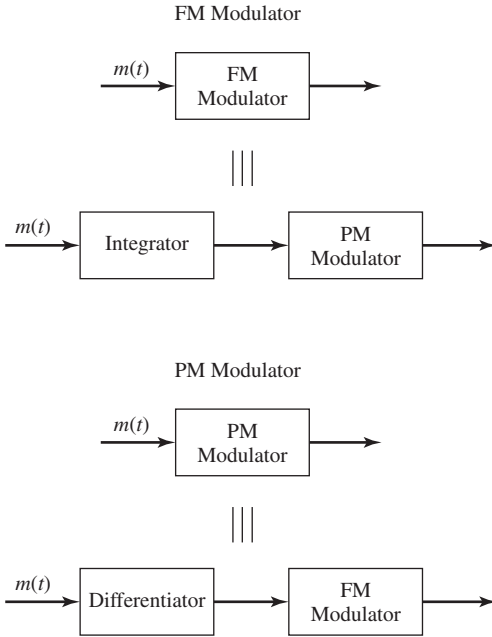 FM Modulator
m(t)
FM
Modulator
m(t)
Integrator
PM
Modulator
PM Modulator
m(t)
PM
Modulator
m(t)
Differentiator
FM
Modulator